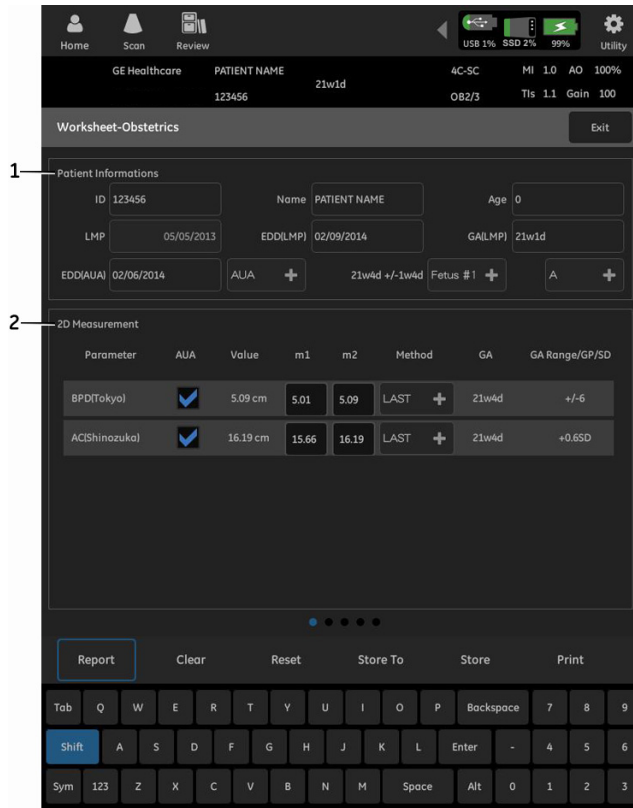 Home Scan Review USB 1% SSD 2% 99% Utility
GE Healthcare PATIENT NAME 21w1d 4C-SC MI 1.0 AO 100%
123456 OB2/3 TIs 1.1 Gain 100
Worksheet-Obstetrics Exit
1 Patient Informations
ID 123456 Name PATIENT NAME Age 0
LMP 05/05/2013 EDD(LMP) 02/09/2014 GA(LMP) 21w1d
EDD(AUA) 02/06/2014 AUA + 21w4d +/-1w4d Fetus #1 + A +
2 2D Measurement
Parameter AUA Value m1 m2 Method GA GA Range/GP/SD
BPD(Tokyo) 5.09 cm 5.01 5.09 LAST + 21w4d +/-6
AC(Shinozuka) 16.19 cm 15.66 16.19 LAST + 21w4d +0.6SD
Report Clear Reset Store To Store Print
Tab Q W E R T Y U I O P Backspace 7 8 9
Shift A S D F G H J K L Enter - 4 5 6
Sym 123 Z X C V B N M Space Alt 0 1 2 3